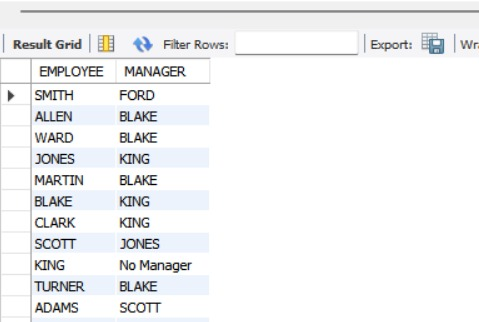 Result Grid Filter Rows: Export: Wr
EMPLOYEE MANAGER
SMITH FORD
ALLEN BLAKE
WARD BLAKE
JONES KING
MARTIN BLAKE
BLAKE KING
CLARK KING
SCOTT JONES
KING No Manager
TURNER BLAKE
ADAMS SCOTT